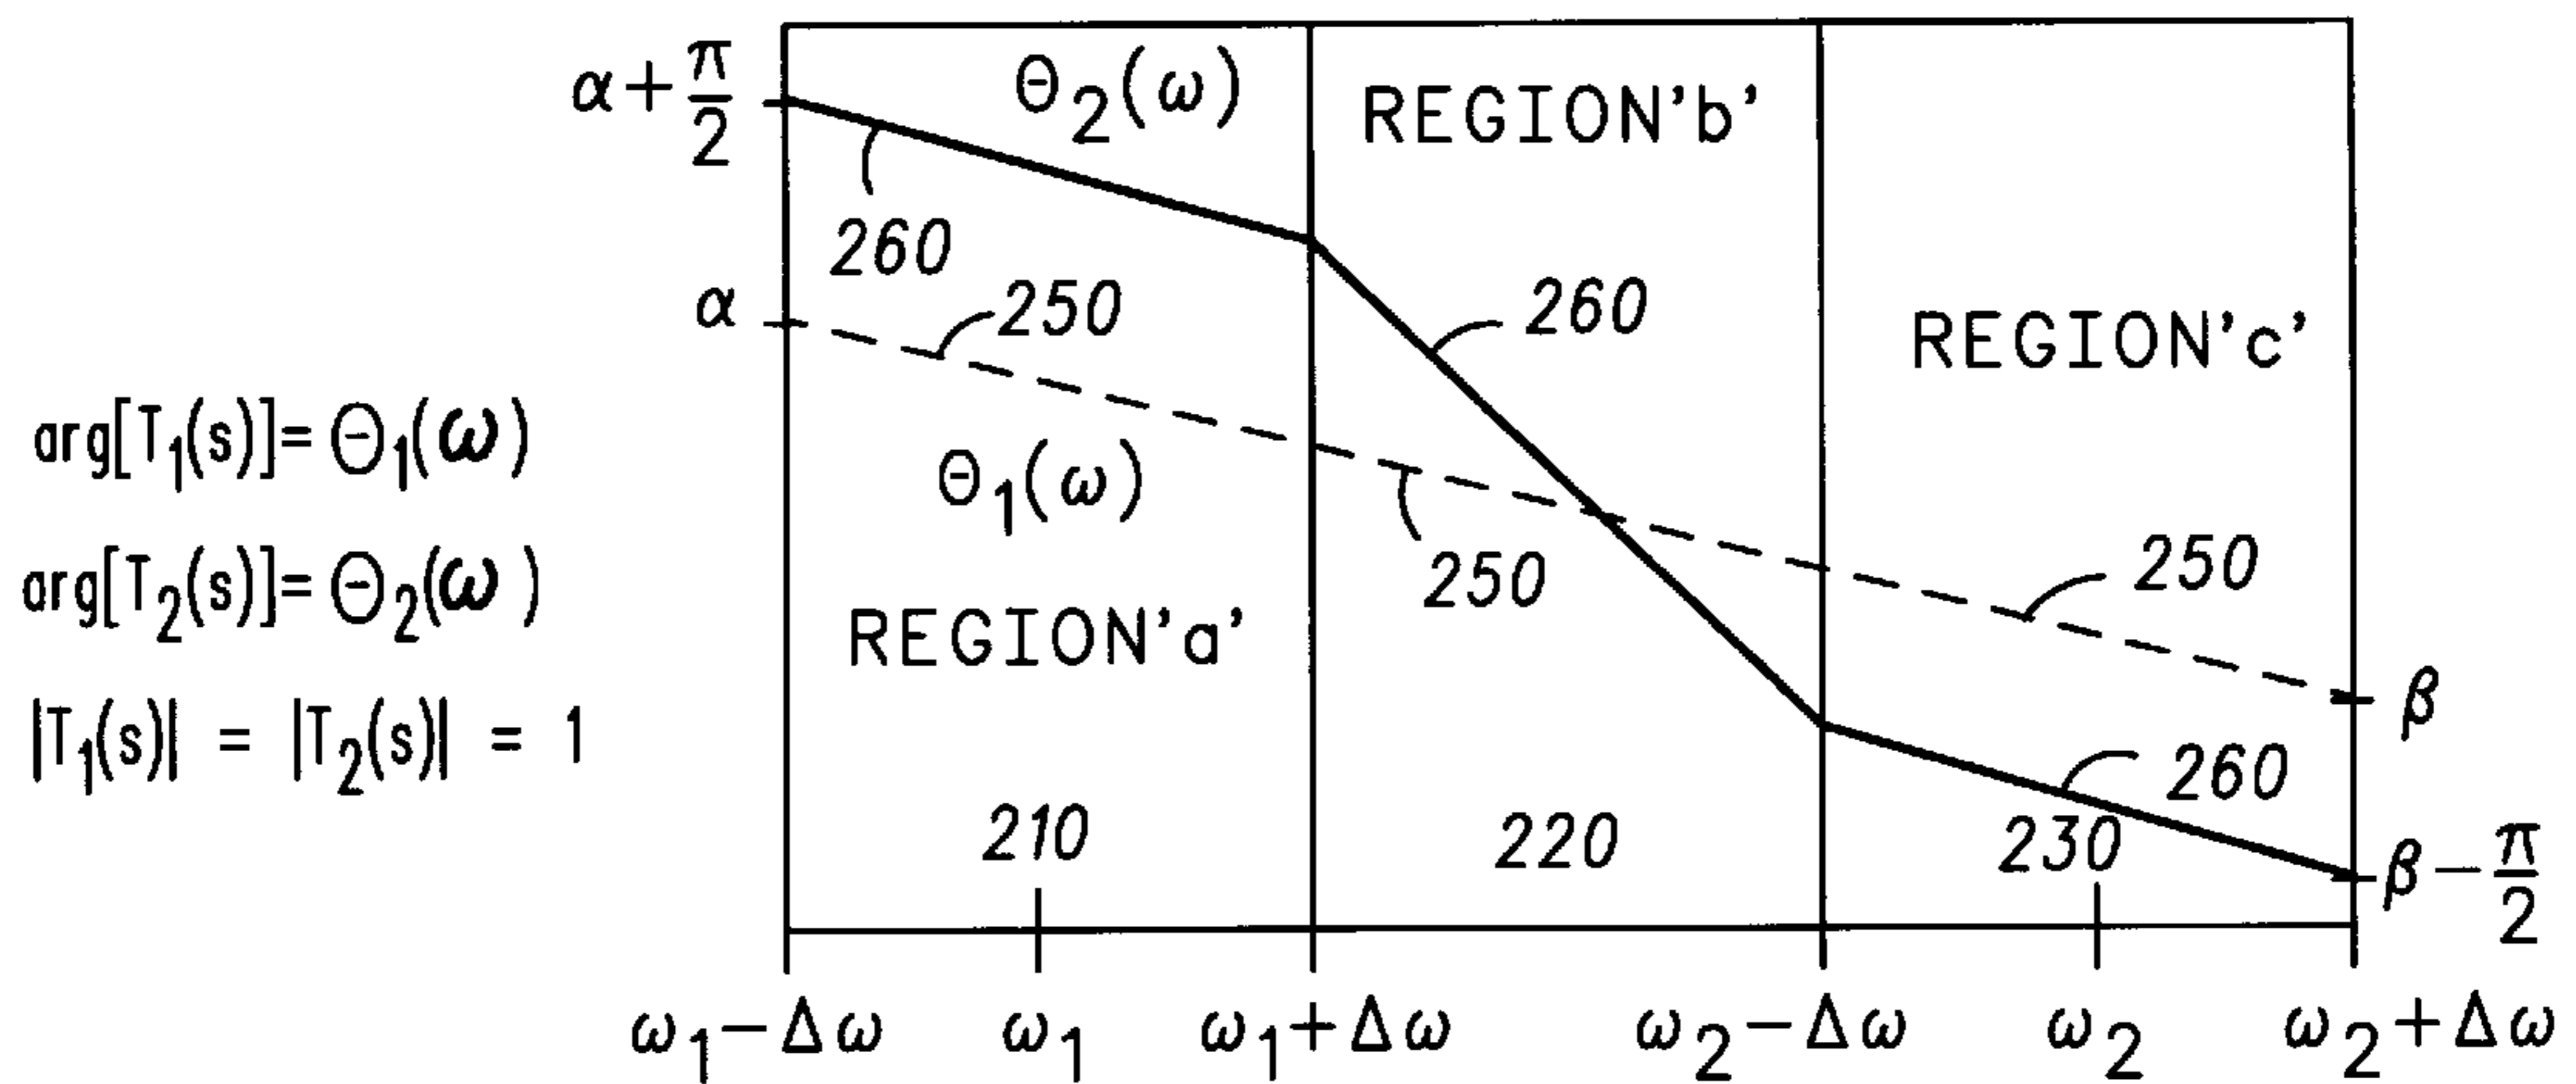 α+π/2
Θ2(ω)
REGION'b'
260
α
250
260
REGION'c'
arg[T1(s)]=Θ1(ω)
Θ1(ω)
250
250
arg[T2(s)]=Θ2(ω)
REGION'a'
β
|T1(s)| = |T2(s)| = 1
260
210
220
230
β-π/2
ω1-Δω
ω1
ω1+Δω
ω2-Δω
ω2
ω2+Δω